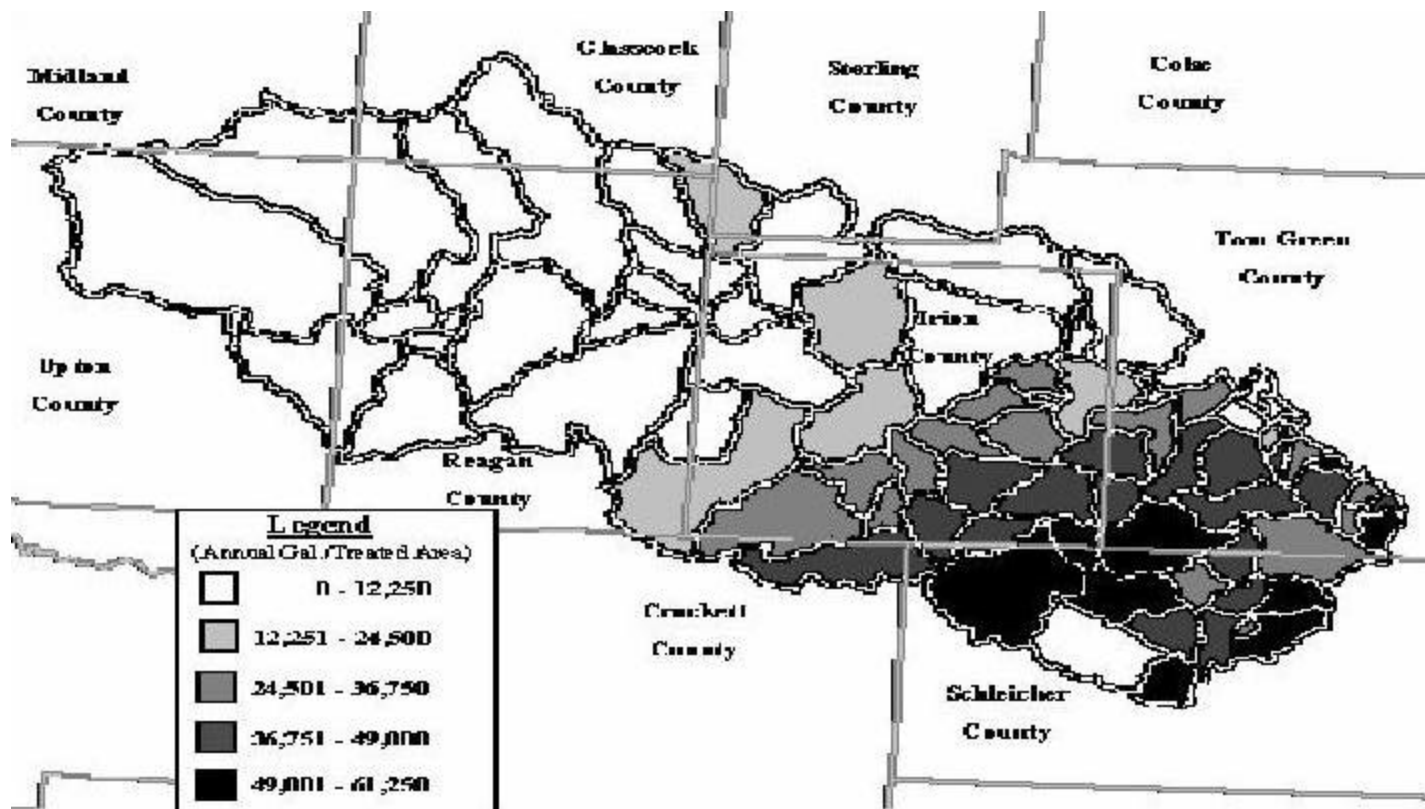 Midland
County
Glasscock
County
Sterling
County
Coke
County
Tom Green
County
Irion
County
Upton
County
Reagan
County
Crockett
County
Schleicher
County
Legend
(Annual Gal./Treated Area)
0 - 12,250
12,251 - 24,500
24,501 - 36,750
36,751 - 49,000
49,001 - 61,250